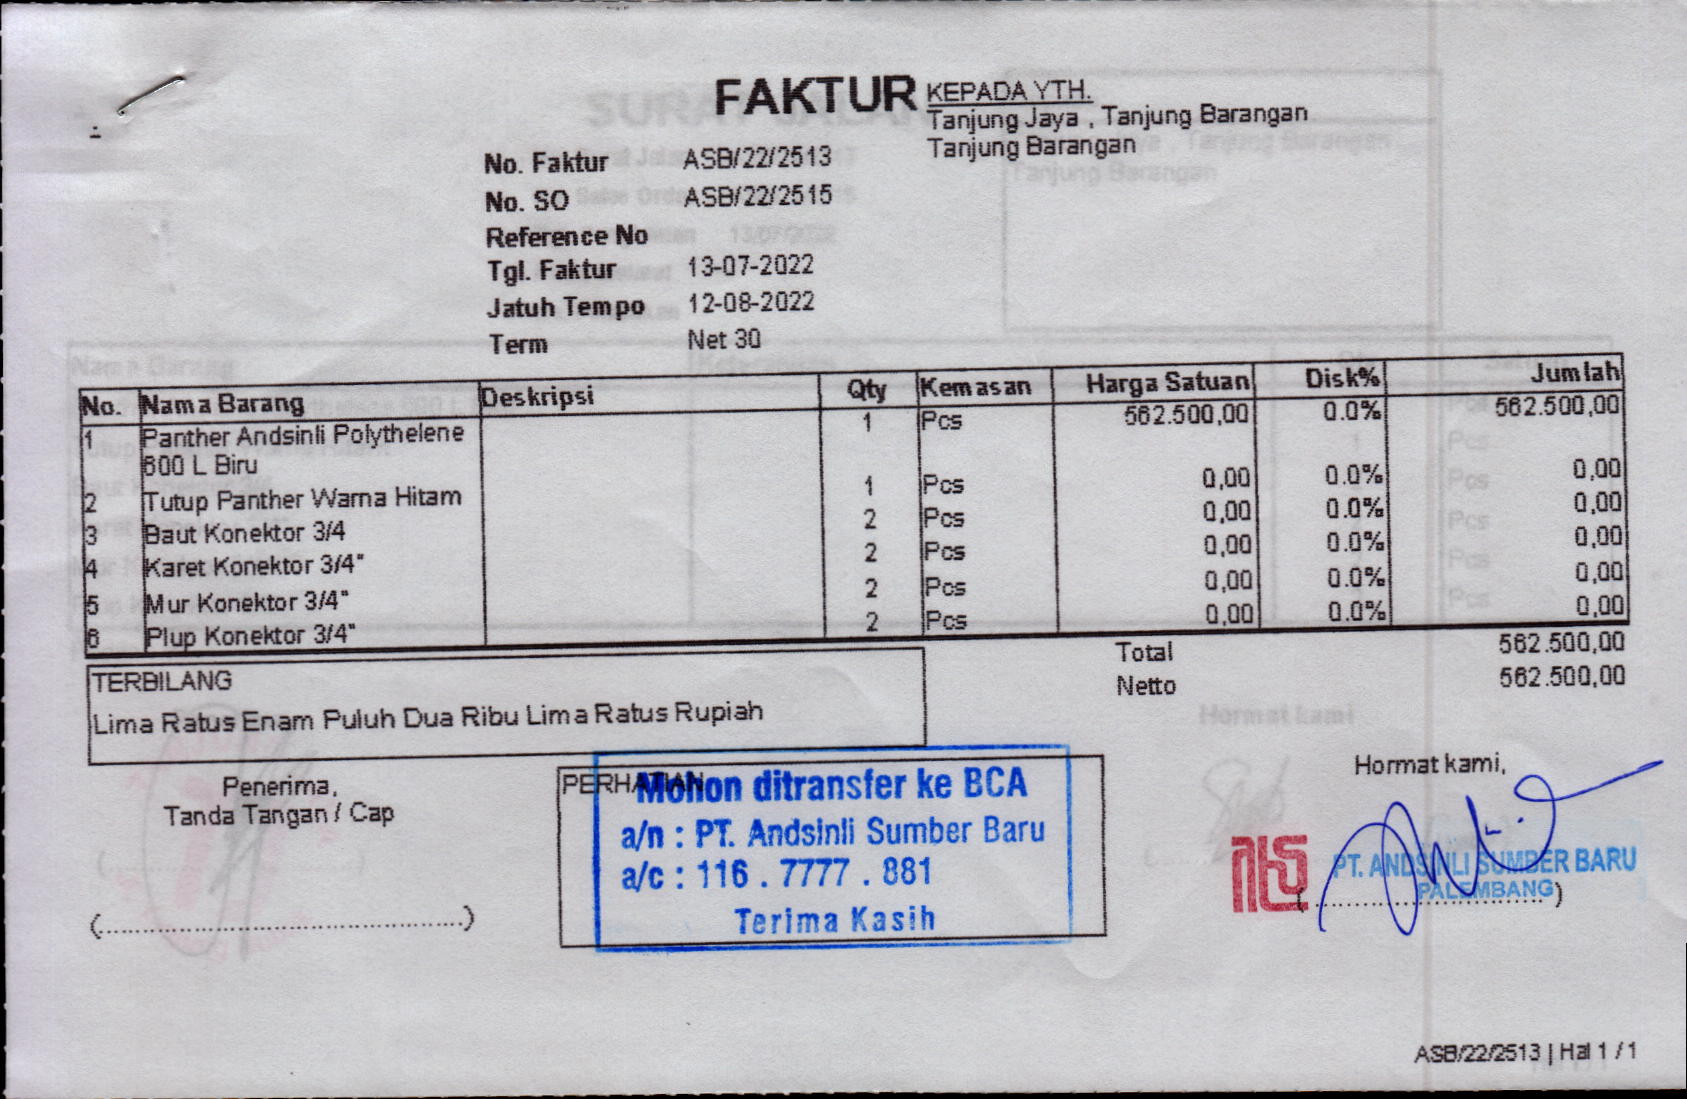 FAKTUR
KEPADA YTH.
Tanjung Jaya , Tanjung Barangan
Tanjung Barangan
No. Faktur ASB/22/2513
No. SO ASB/22/2515
Reference No
Tgl. Faktur 13-07-2022
Jatuh Tempo 12-08-2022
Term Net 30
No. Nama Barang Deskripsi Qty Kemasan Harga Satuan Disk% Jumlah
1 Panther Andsinli Polythelene 1 Pcs 562.500,00 0.0% 562.500,00
600 L Biru
2 Tutup Panther Warna Hitam 1 Pcs 0,00 0.0% 0,00
3 Baut Konektor 3/4 2 Pcs 0,00 0.0% 0,00
4 Karet Konektor 3/4" 2 Pcs 0,00 0.0% 0,00
5 Mur Konektor 3/4" 2 Pcs 0,00 0.0% 0,00
6 Plup Konektor 3/4" 2 Pcs 0,00 0.0% 0,00
Total 562.500,00
Netto 562.500,00
TERBILANG
Lima Ratus Enam Puluh Dua Ribu Lima Ratus Rupiah
Penerima,
Tanda Tangan / Cap
(..............................................)
PERHATIAN
Mohon ditransfer ke BCA
a/n : PT. Andsinli Sumber Baru
a/c : 116 . 7777 . 881
Terima Kasih
Hormat kami,
PT. ANDSINLI SUMBER BARU
PALEMBANG
(..............................)
ASB/22/2513 | Hal 1 / 1